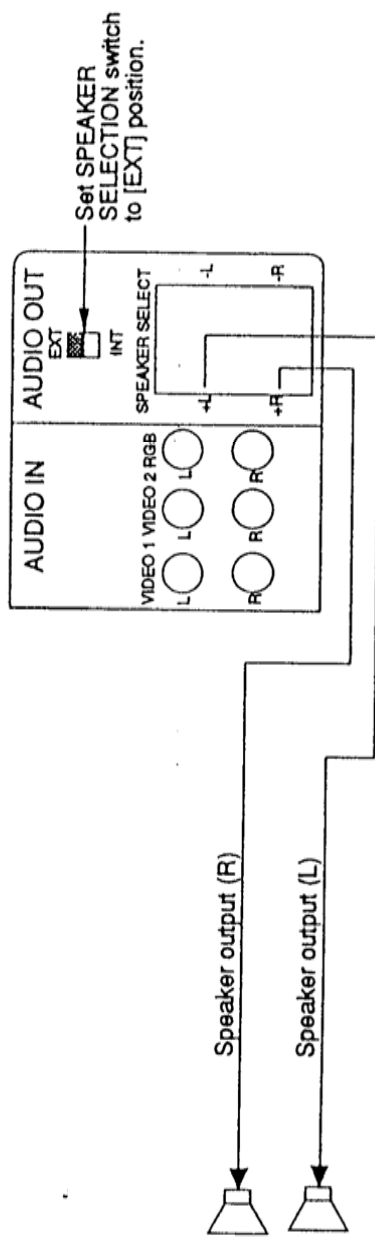 Set SPEAKER
SELECTION switch
to [EXT] position.
AUDIO IN
AUDIO OUT
EXT
INT
VIDEO 1 VIDEO 2 RGB
SPEAKER SELECT
L L L
+L -L
R R R
+R -R
Speaker output (R)
Speaker output (L)